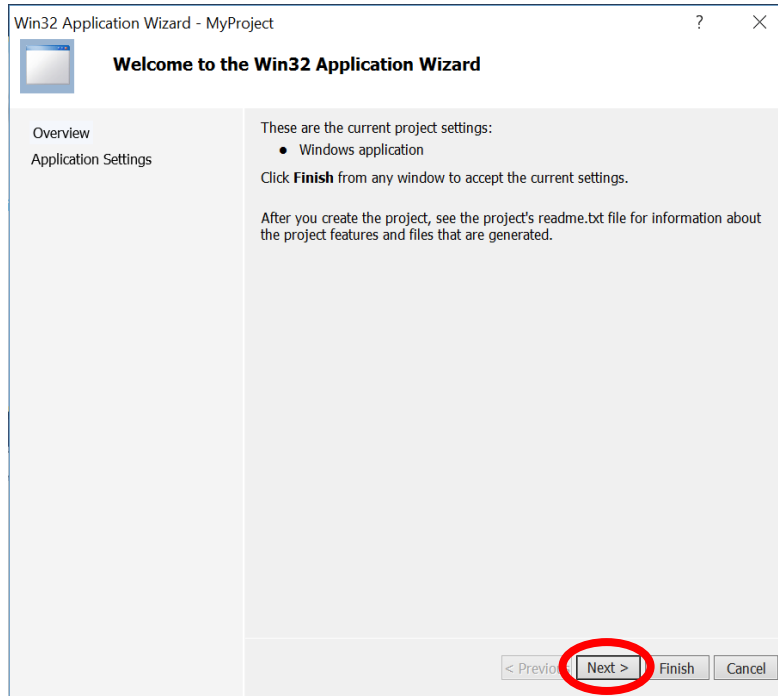 Win32 Application Wizard - MyProject
Welcome to the Win32 Application Wizard
Overview
Application Settings
These are the current project settings:
● Windows application
Click Finish from any window to accept the current settings.
After you create the project, see the project's readme.txt file for information about
the project features and files that are generated.
< Previous Next > Finish Cancel